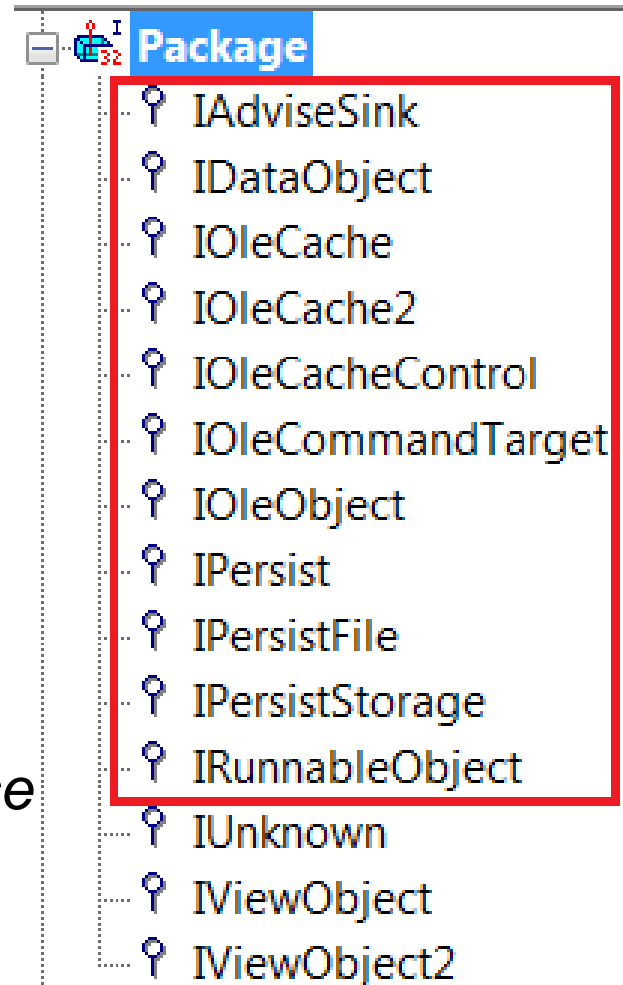 Package
IAdviseSink
IDataObject
IOleCache
IOleCache2
IOleCacheControl
IOleCommandTarget
IOleObject
IPersist
IPersistFile
IPersistStorage
IRunnableObject
IUnknown
IViewObject
IViewObject2